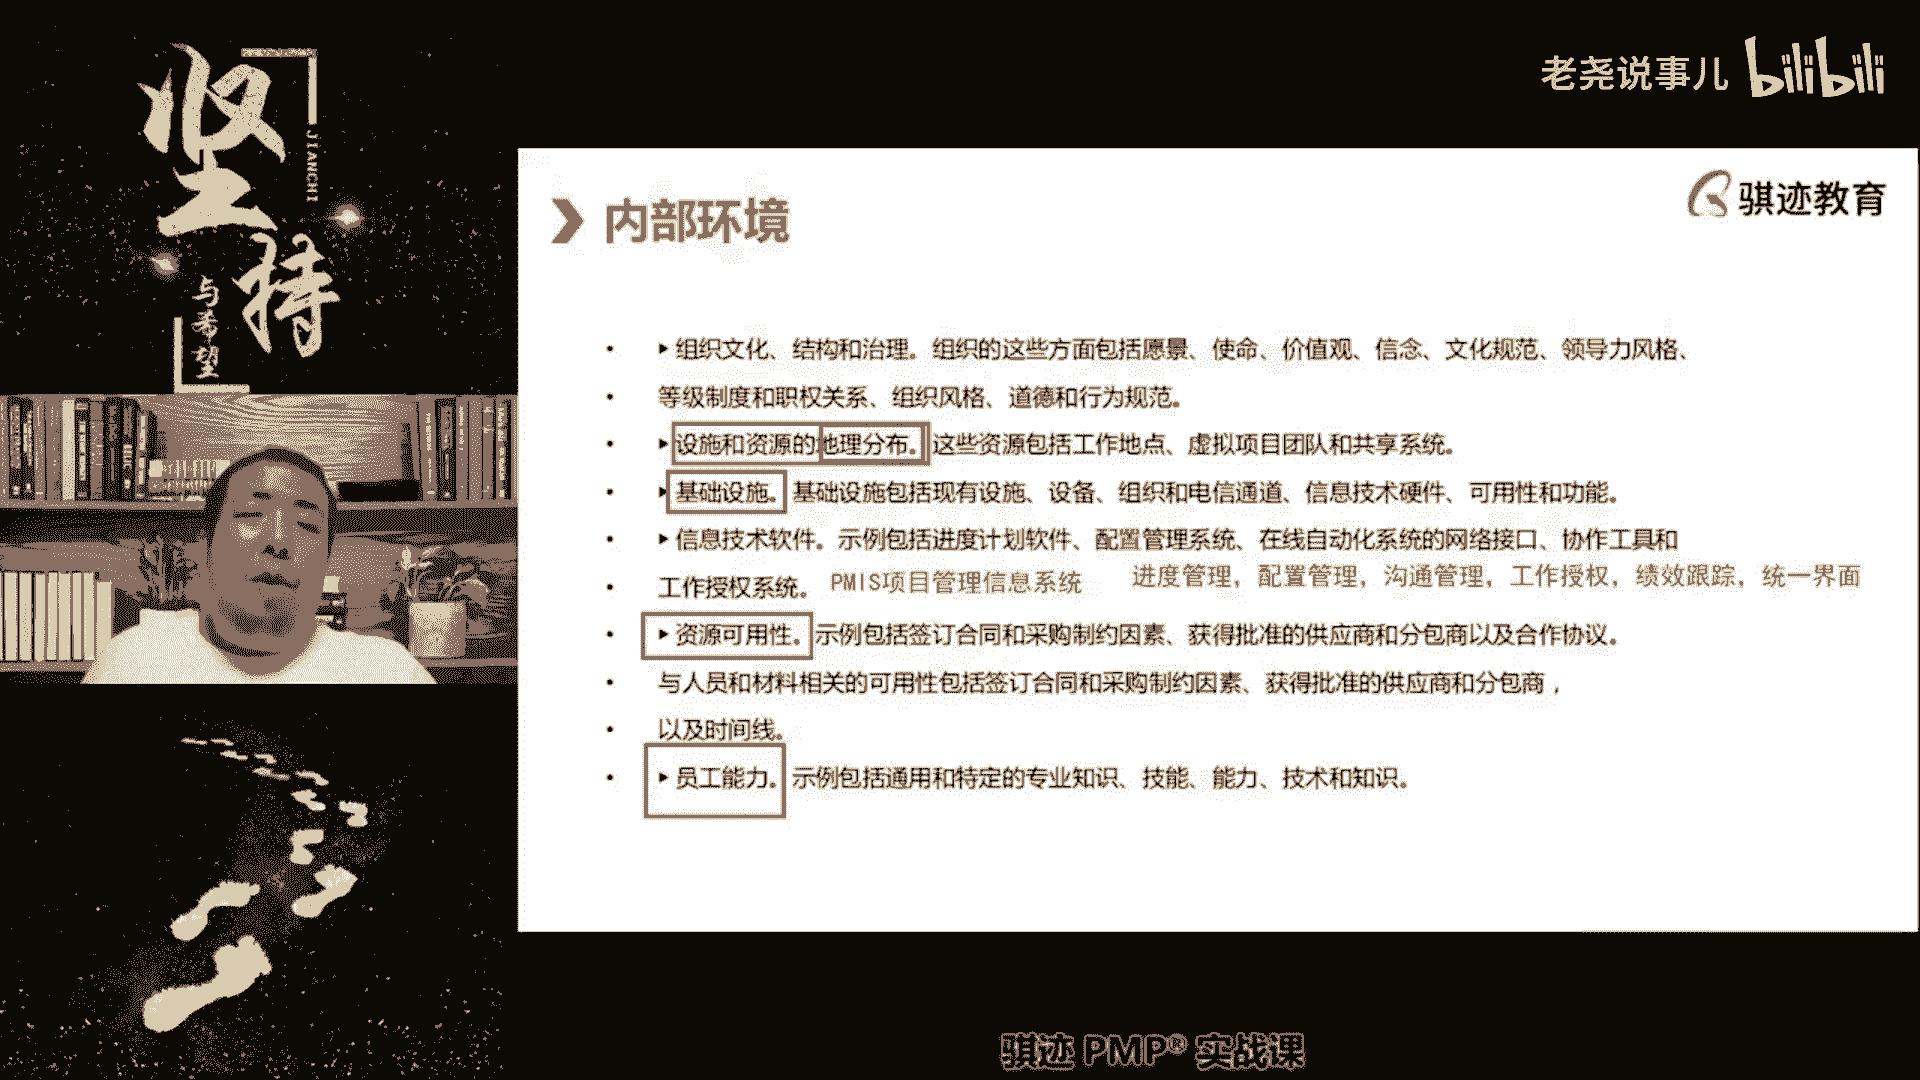 坚持
JIANCHI
与希望
老尧说事儿 bilibili
骐迹教育
内部环境
• ▶组织文化、结构和治理。组织的这些方面包括愿景、使命、价值观、信念、文化规范、领导力风格、
• 等级制度和职权关系、组织风格、道德和行为规范。
• ▶设施和资源的地理分布。这些资源包括工作地点、虚拟项目团队和共享系统。
• ▶基础设施。基础设施包括现有设施、设备、组织和电信通道、信息技术硬件、可用性和功能。
• ▶信息技术软件。示例包括进度计划软件、配置管理系统、在线自动化系统的网络接口、协作工具和
• 工作授权系统。 PMIS项目管理信息系统 进度管理，配置管理，沟通管理，工作授权，绩效跟踪，统一界面
• ▶资源可用性。示例包括签订合同和采购制约因素、获得批准的供应商和分包商以及合作协议。
• 与人员和材料相关的可用性包括签订合同和采购制约因素、获得批准的供应商和分包商，
• 以及时间线。
• ▶员工能力。示例包括通用和特定的专业知识、技能、能力、技术和知识。
骐迹 PMP® 实战课